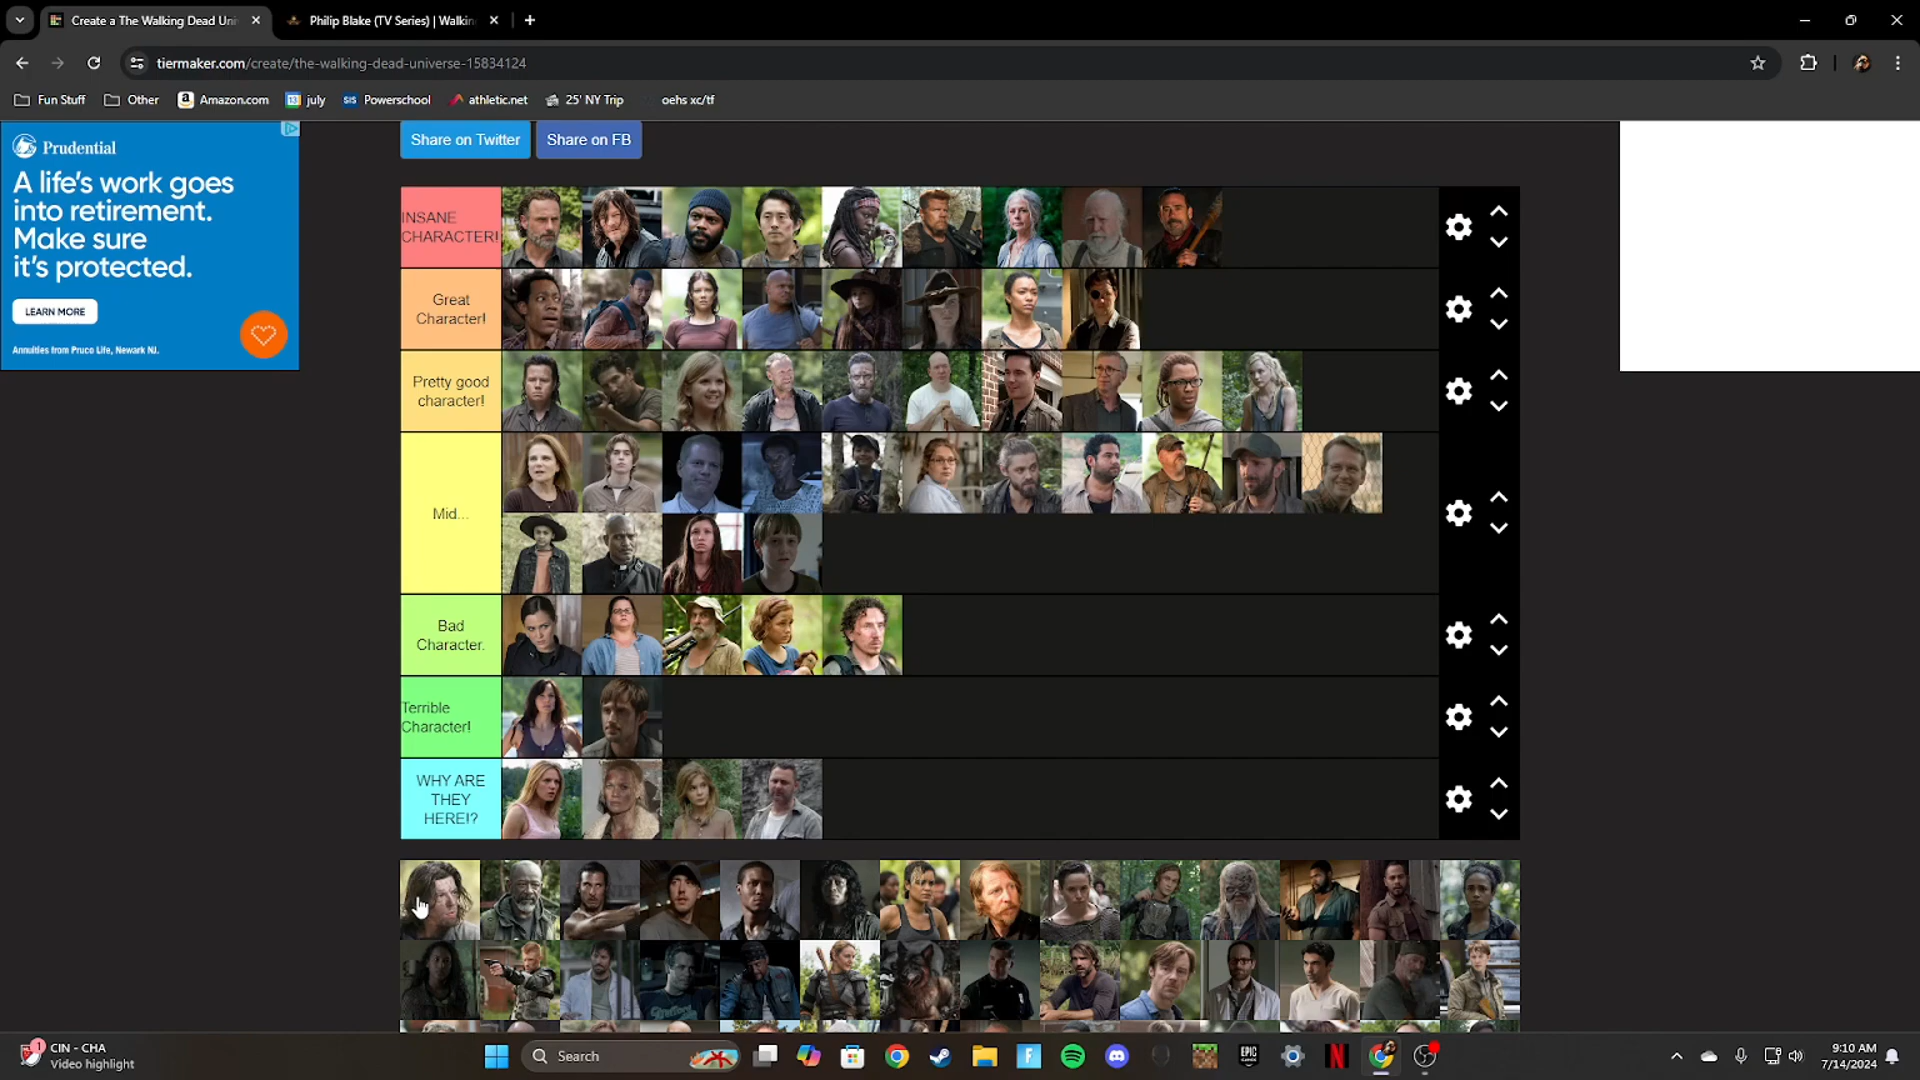 Create a The Walking Dead Uni
Philip Blake (TV Series) | Walkin
tiermaker.com/create/the-walking-dead-universe-15834124
Fun Stuff
Other
Amazon.com
july
Powerschool
athletic.net
25' NY Trip
oehs xc/tf
Prudential
A life's work goes
into retirement.
Make sure
it's protected.
LEARN MORE
Annuities from Pruco Life, Newark NJ.
Share on Twitter
Share on FB
INSANE
CHARACTER!
Great
Character!
Pretty good
character!
Mid...
Bad
Character.
Terrible
Character!
WHY ARE
THEY
HERE!?
1
CIN - CHA
Video highlight
Search
EPIC
9:10 AM
7/14/2024